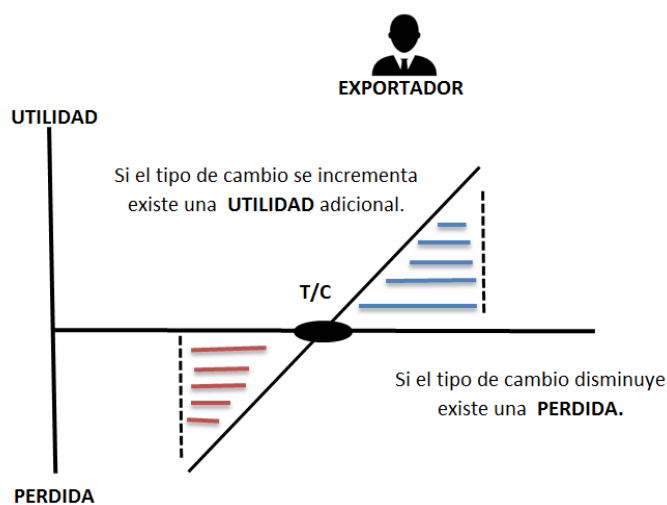 EXPORTADOR
UTILIDAD
Si el tipo de cambio se incrementa
existe una UTILIDAD adicional.
T/C
Si el tipo de cambio disminuye
existe una PERDIDA.
PERDIDA